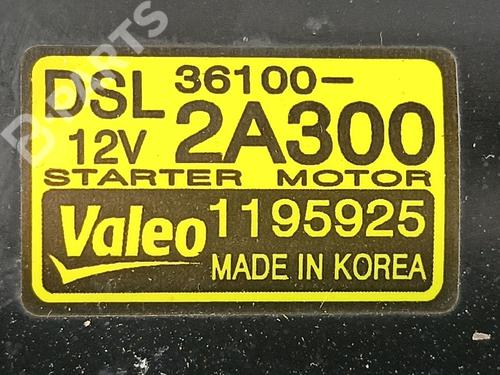 DSL 36100-
12V 2A300
STARTER MOTOR
Valeo 1195925
MADE IN KOREA
B-PARTS